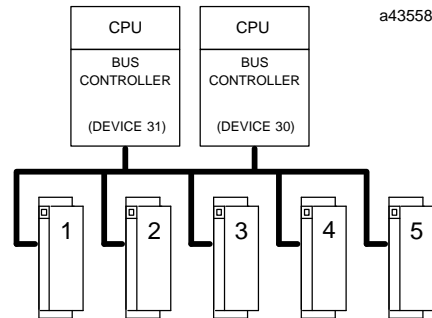 a43558
CPU CPU
BUS CONTROLLER BUS CONTROLLER
(DEVICE 31) (DEVICE 30)
1 2 3 4 5